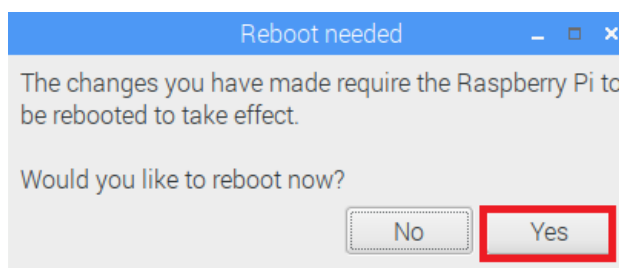 Reboot needed
The changes you have made require the Raspberry Pi to
be rebooted to take effect.
Would you like to reboot now?
No
Yes